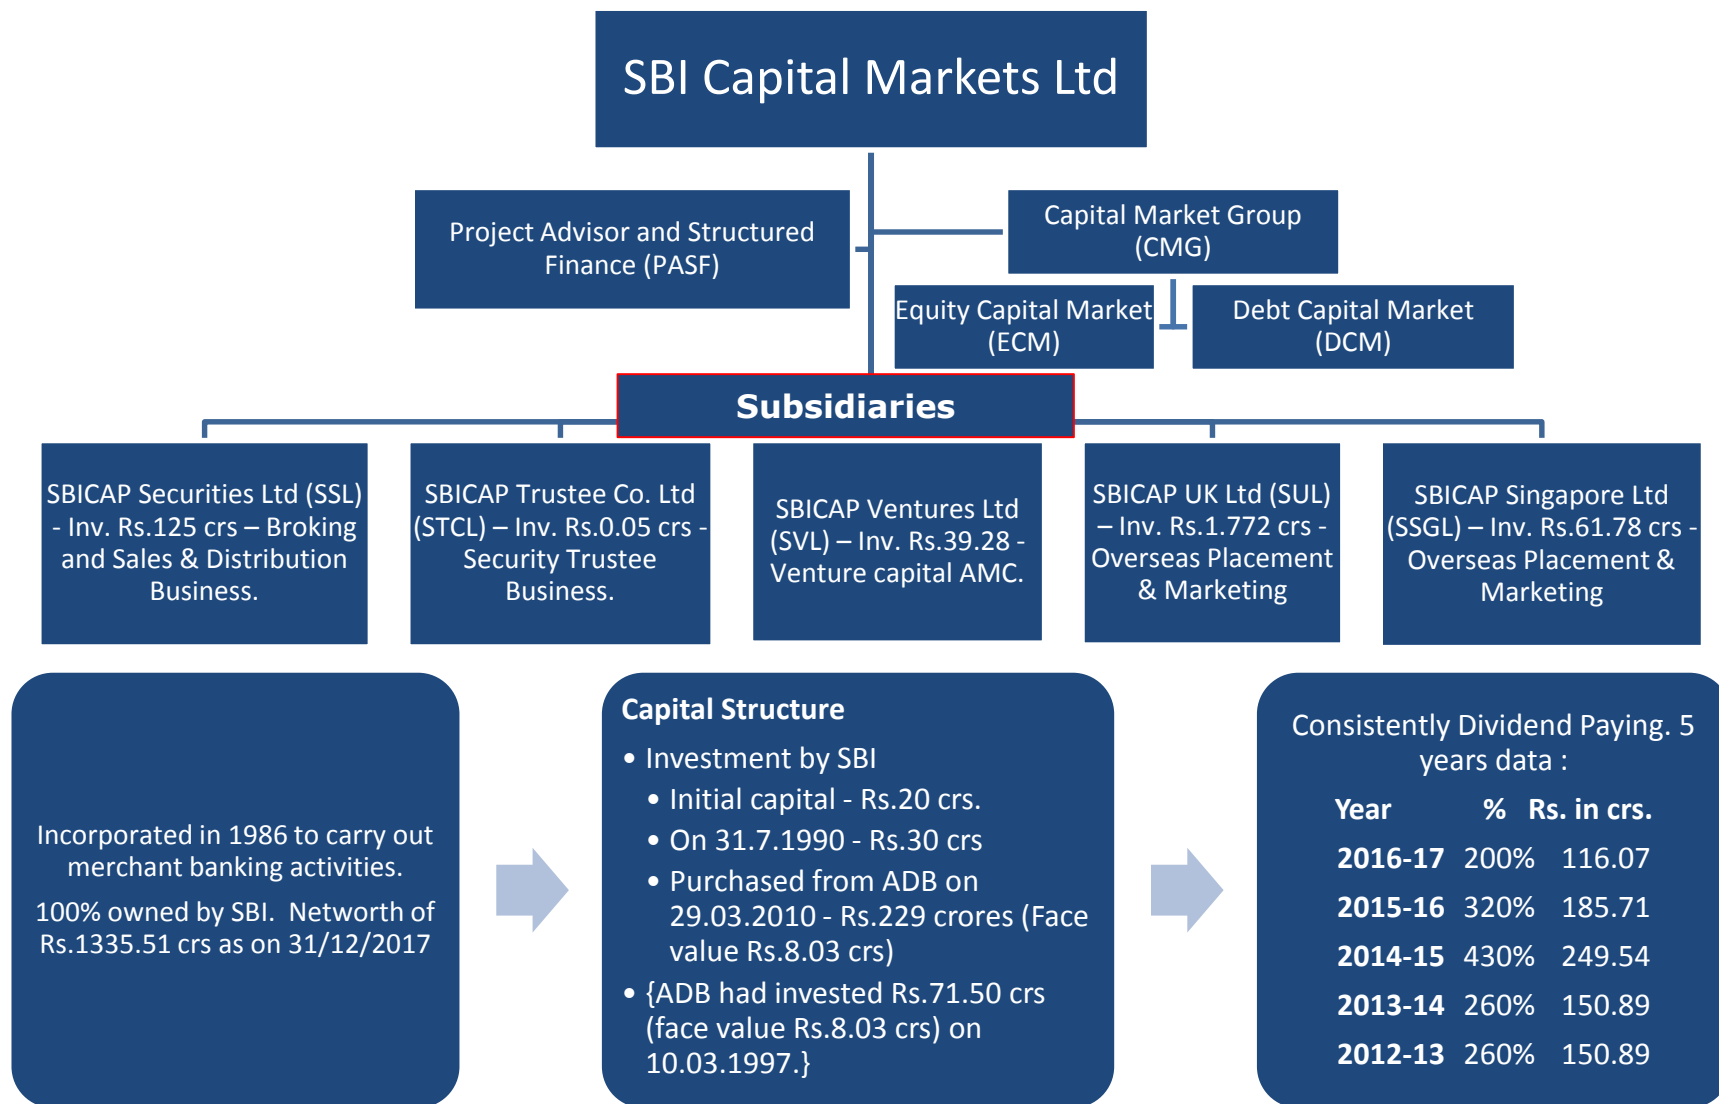 SBI Capital Markets Ltd
Project Advisor and Structured
Finance (PASF)
Capital Market Group
(CMG)
Equity Capital Market
(ECM)
Debt Capital Market
(DCM)
Subsidiaries
SBICAP Securities Ltd (SSL)
- Inv. Rs.125 crs – Broking
and Sales & Distribution
Business.
SBICAP Trustee Co. Ltd
(STCL) – Inv. Rs.0.05 crs -
Security Trustee
Business.
SBICAP Ventures Ltd
(SVL) – Inv. Rs.39.28 -
Venture capital AMC.
SBICAP UK Ltd (SUL)
– Inv. Rs.1.772 crs -
Overseas Placement
& Marketing
SBICAP Singapore Ltd
(SSGL) – Inv. Rs.61.78 crs -
Overseas Placement &
Marketing
Incorporated in 1986 to carry out
merchant banking activities.
100% owned by SBI. Networth of
Rs.1335.51 crs as on 31/12/2017
Capital Structure
• Investment by SBI
• Initial capital - Rs.20 crs.
• On 31.7.1990 - Rs.30 crs
• Purchased from ADB on
29.03.2010 - Rs.229 crores (Face
value Rs.8.03 crs)
• {ADB had invested Rs.71.50 crs
(face value Rs.8.03 crs) on
10.03.1997.}
Consistently Dividend Paying. 5
years data :
Year % Rs. in crs.
2016-17 200% 116.07
2015-16 320% 185.71
2014-15 430% 249.54
2013-14 260% 150.89
2012-13 260% 150.89